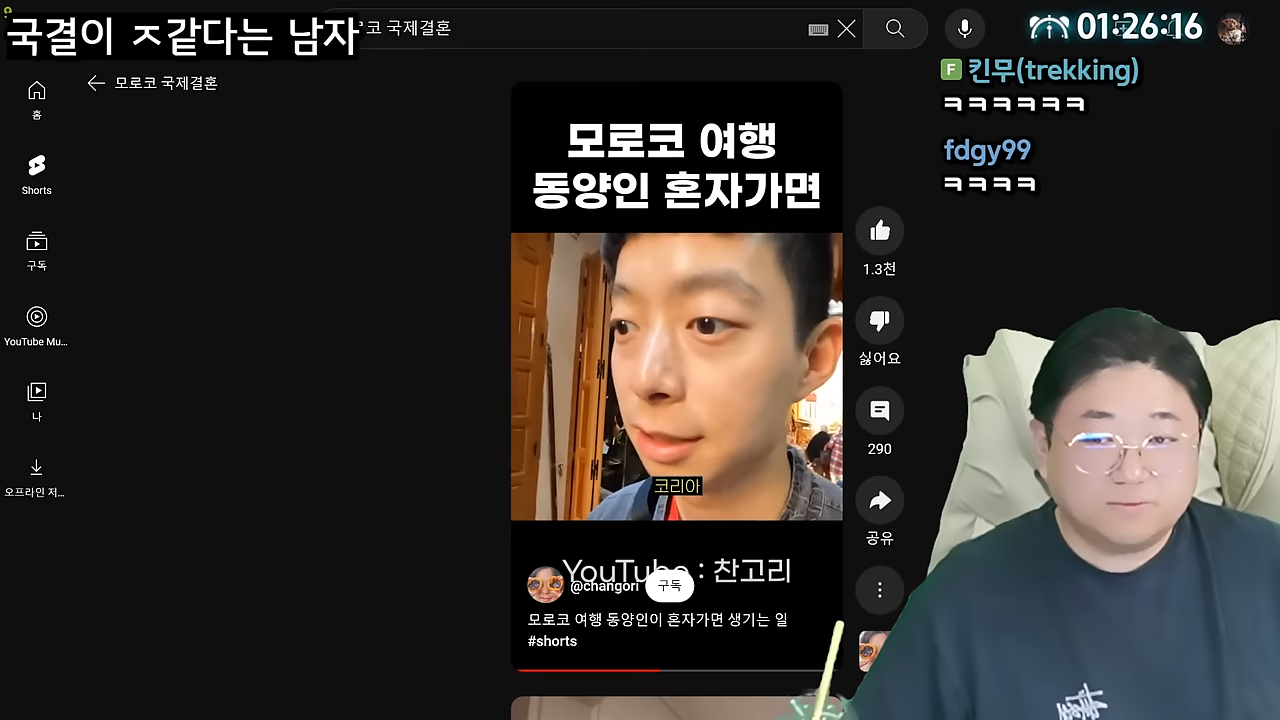 국결이 ㅈ같다는 남자
코 국제결혼
01:26:16
모로코 국제결혼
홈
Shorts
구독
YouTube Mu...
나
오프라인 저...
모로코 여행
동양인 혼자가면
코리아
YouTube : 찬고리
@changori
구독
모로코 여행 동양인이 혼자가면 생기는 일
#shorts
1.3천
싫어요
290
공유
F 킨무(trekking)
ㅋㅋㅋㅋㅋㅋ
fdgy99
ㅋㅋㅋㅋ